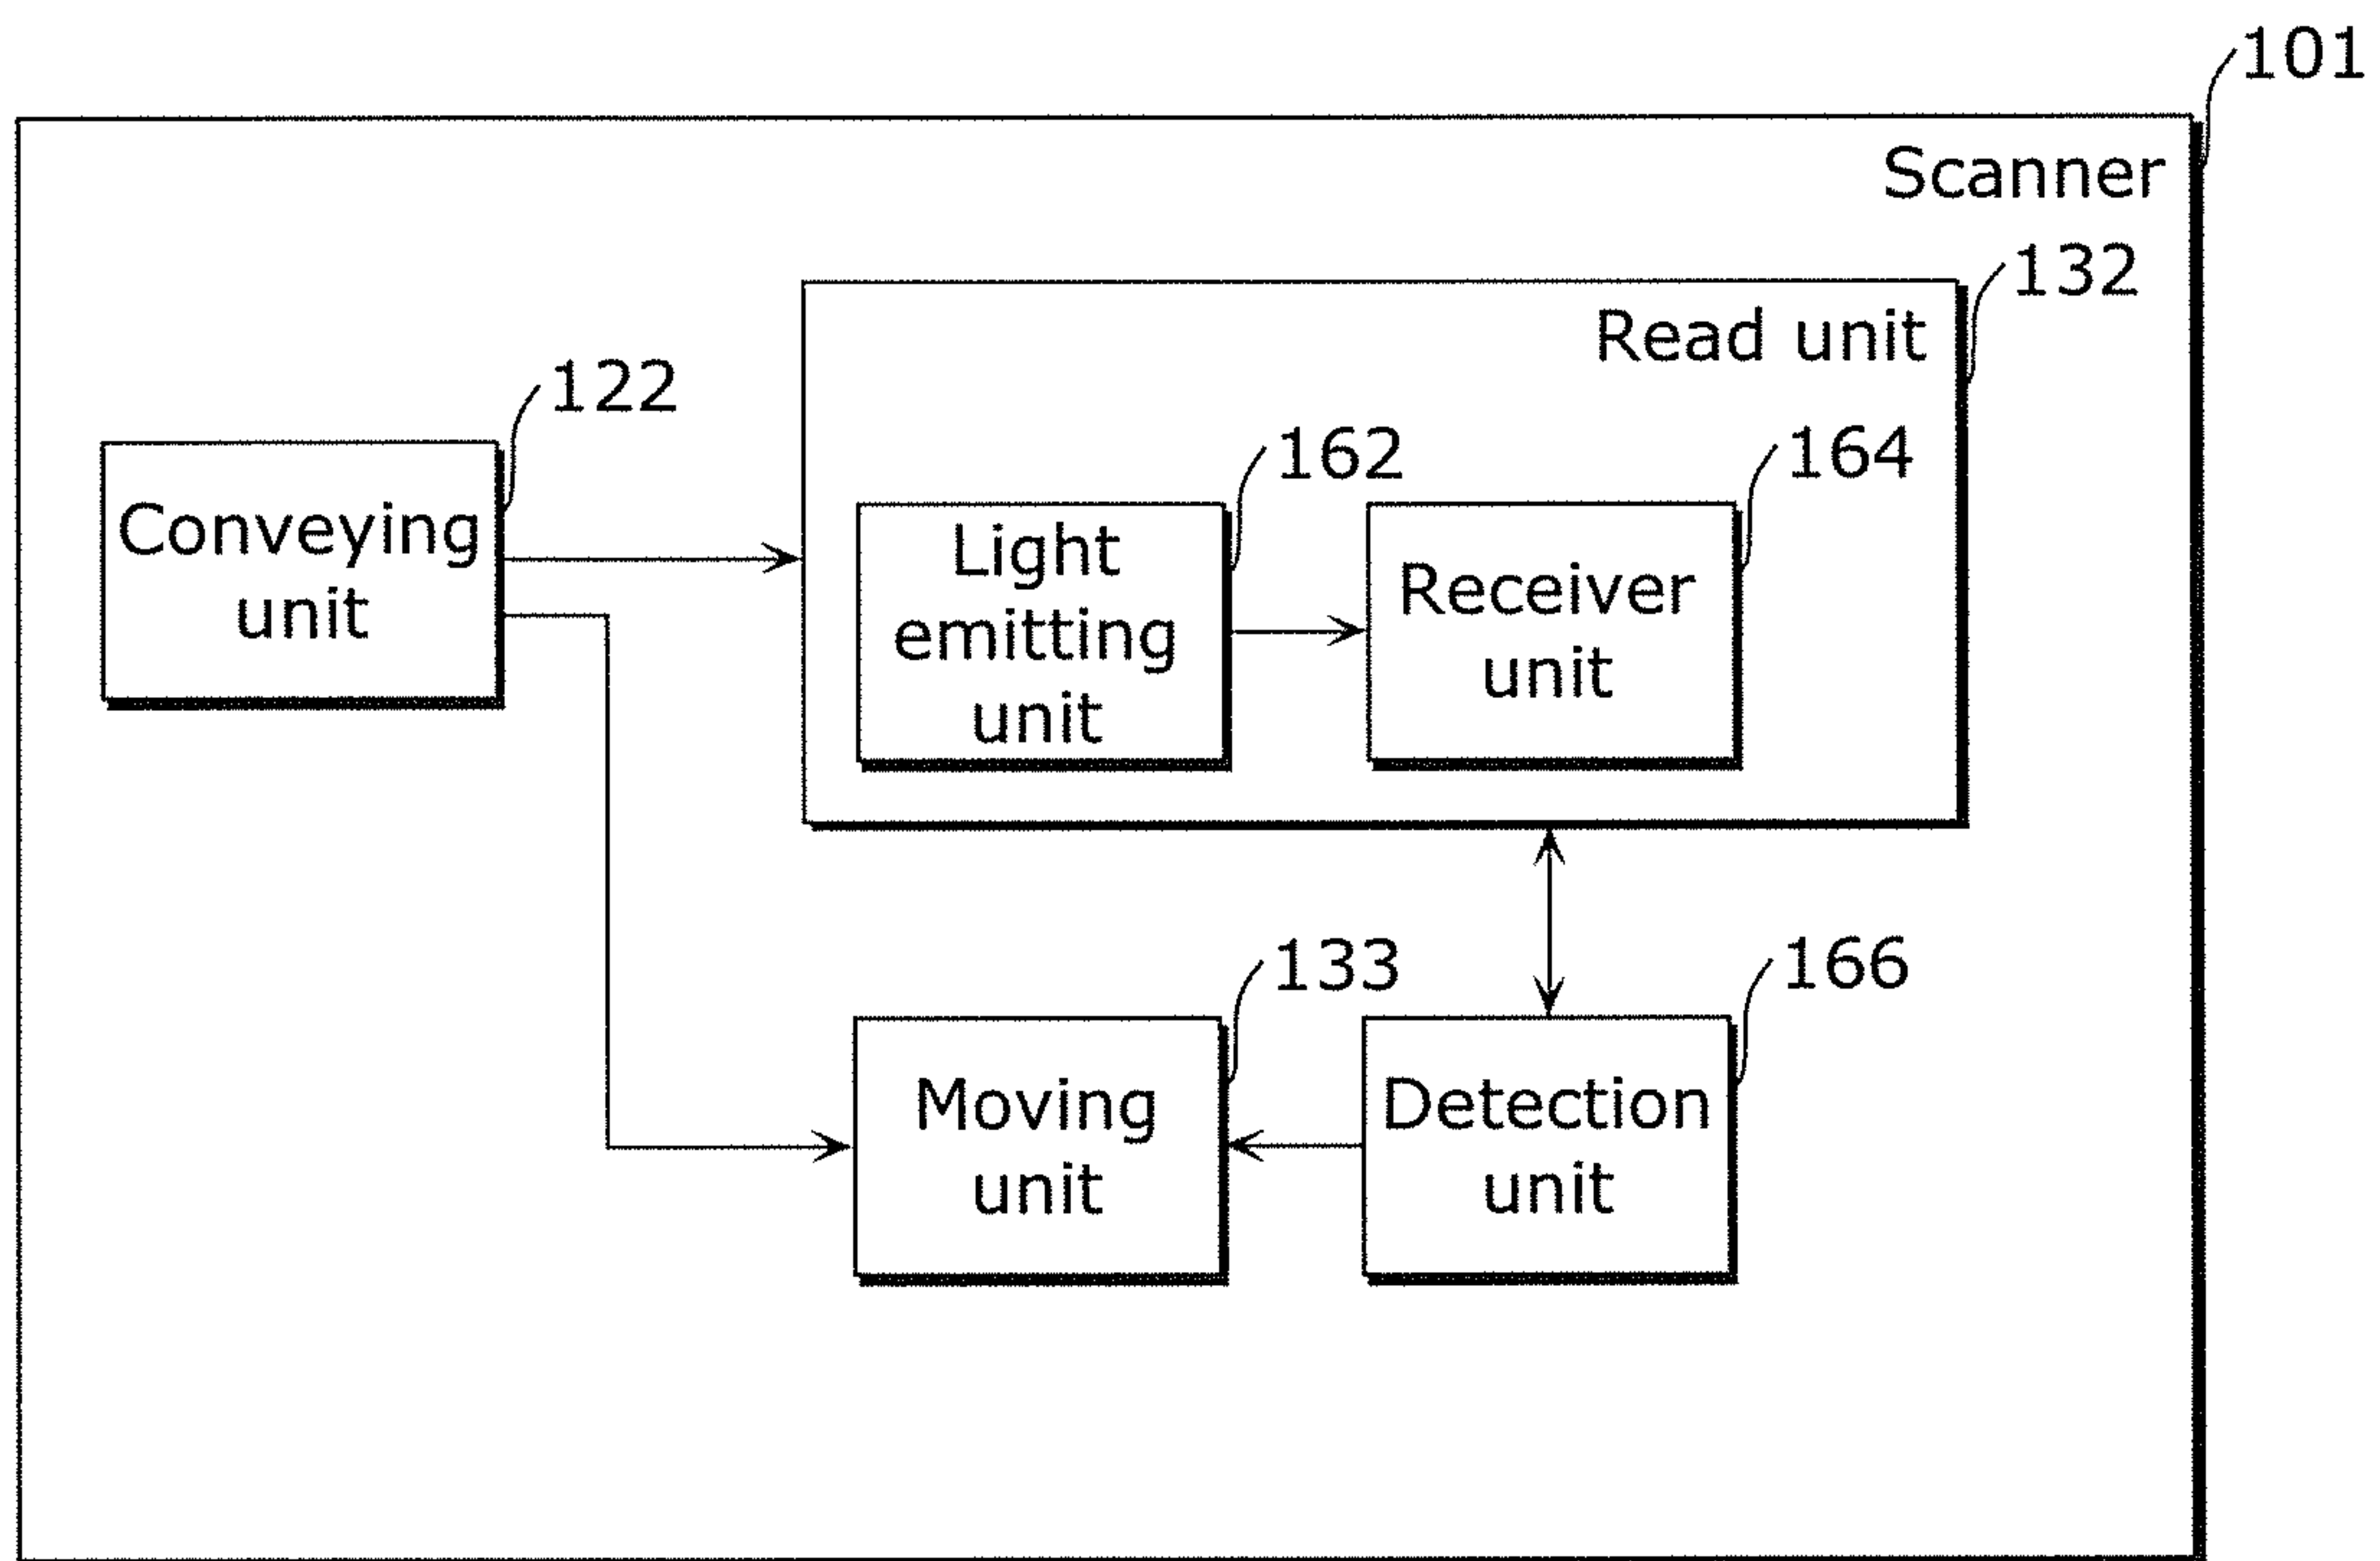 101
Scanner
132
Read unit
122
162
164
Conveying
unit
Light
emitting
unit
Receiver
unit
133
166
Moving
unit
Detection
unit